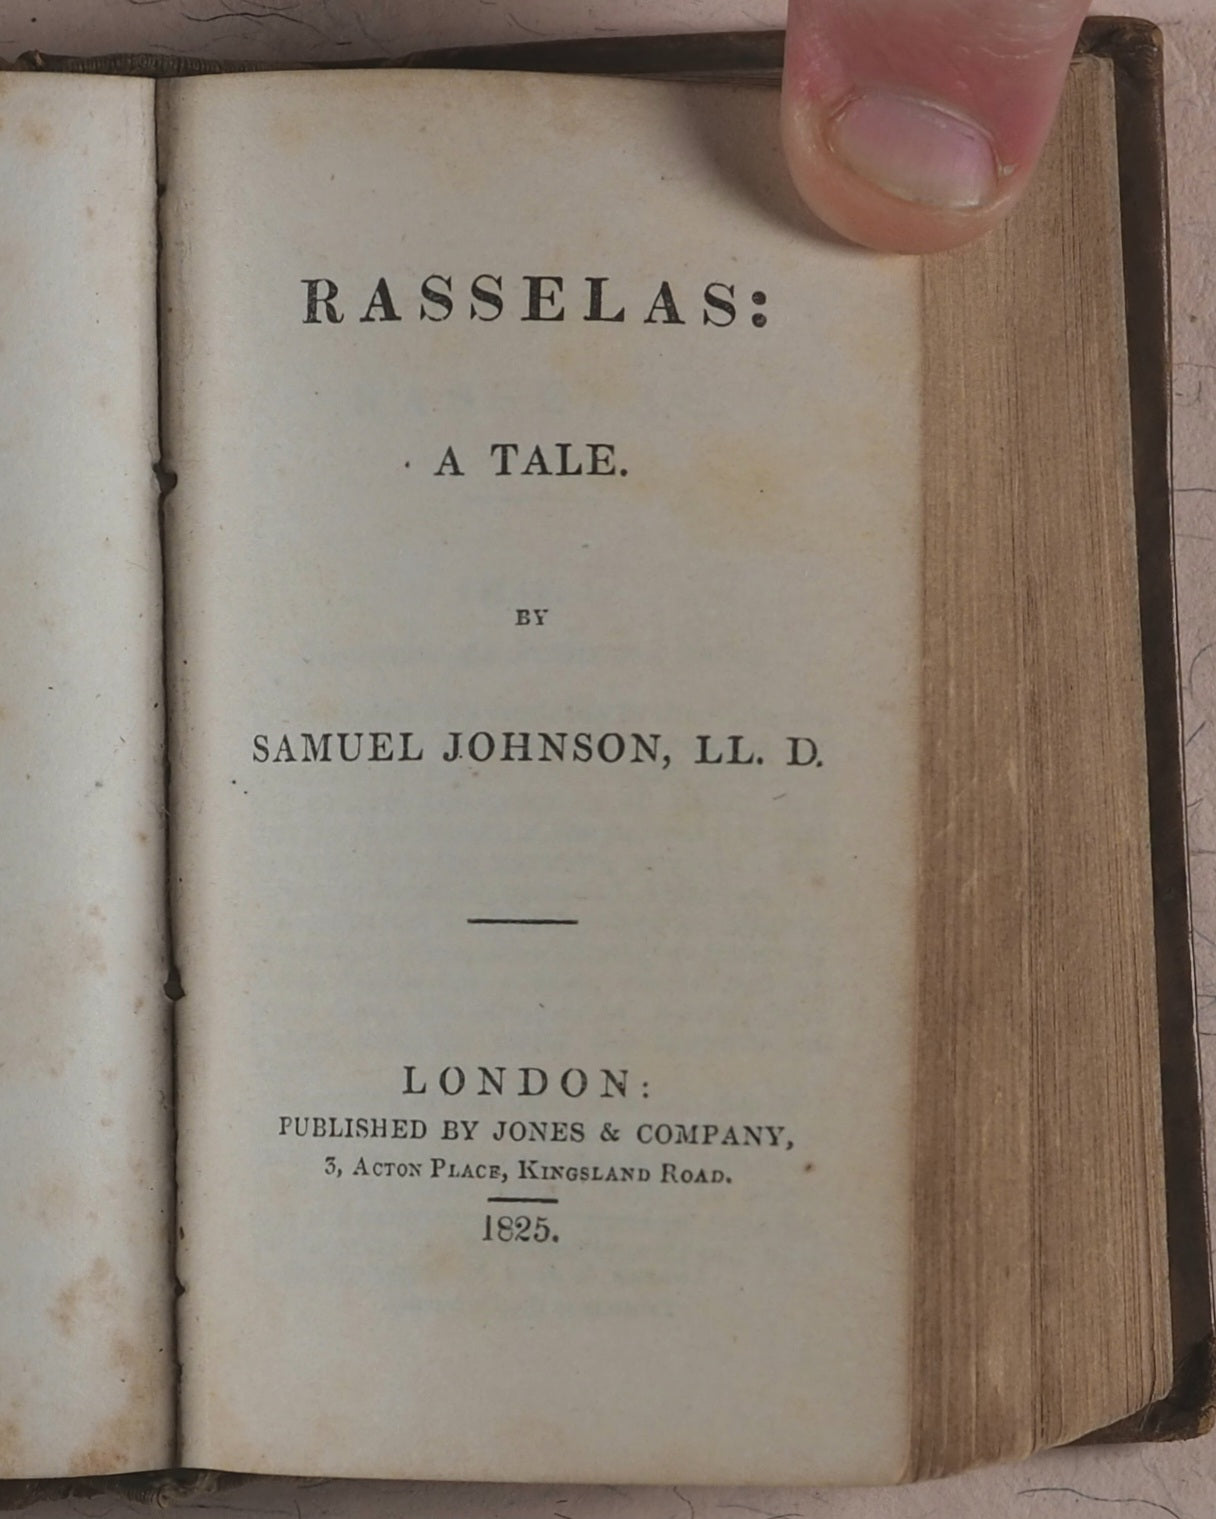 RASSELAS:
A TALE.
BY
SAMUEL JOHNSON, LL. D.
LONDON:
PUBLISHED BY JONES & COMPANY,
3, ACTON PLACE, KINGSLAND ROAD.
1825.